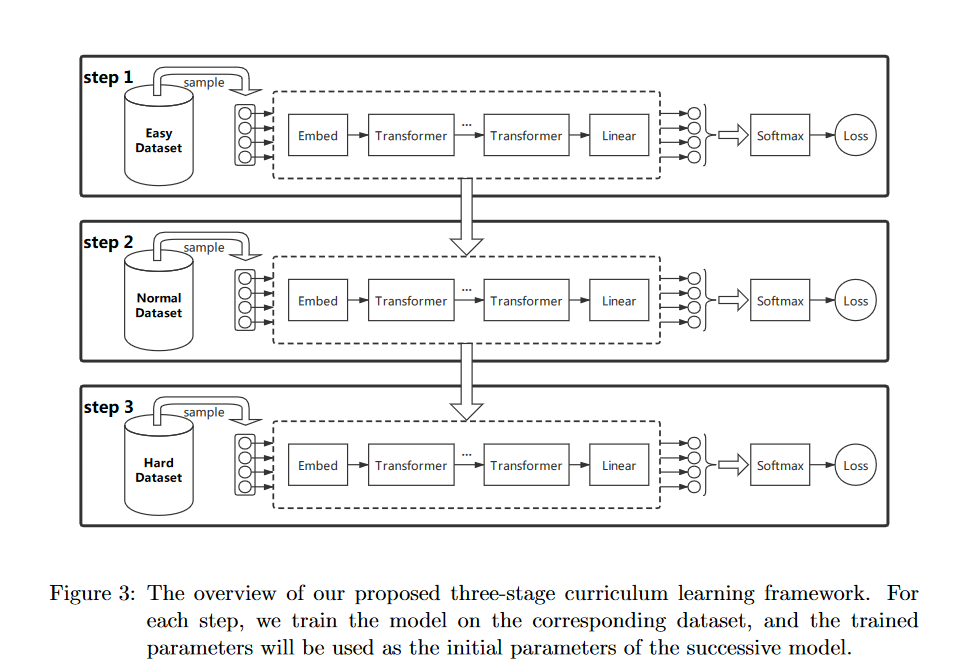 step 1
sample
Easy
Dataset
Embed
Transformer
...
Transformer
Linear
Softmax
Loss
step 2
sample
Normal
Dataset
Embed
Transformer
...
Transformer
Linear
Softmax
Loss
step 3
sample
Hard
Dataset
Embed
Transformer
...
Transformer
Linear
Softmax
Loss
Figure 3: The overview of our proposed three-stage curriculum learning framework. For
each step, we train the model on the corresponding dataset, and the trained
parameters will be used as the initial parameters of the successive model.